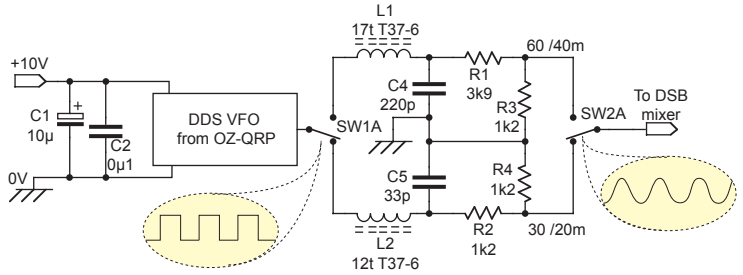 L1
17t T37-6
60 /40m
+10V
R1
3k9
C4
220p
To DSB
mixer
C1
+
10µ
DDS VFO
from OZ-QRP
R3
1k2
SW2A
SW1A
C2
0µ1
R4
1k2
C5
33p
0V
R2
1k2
L2
12t T37-6
30 /20m